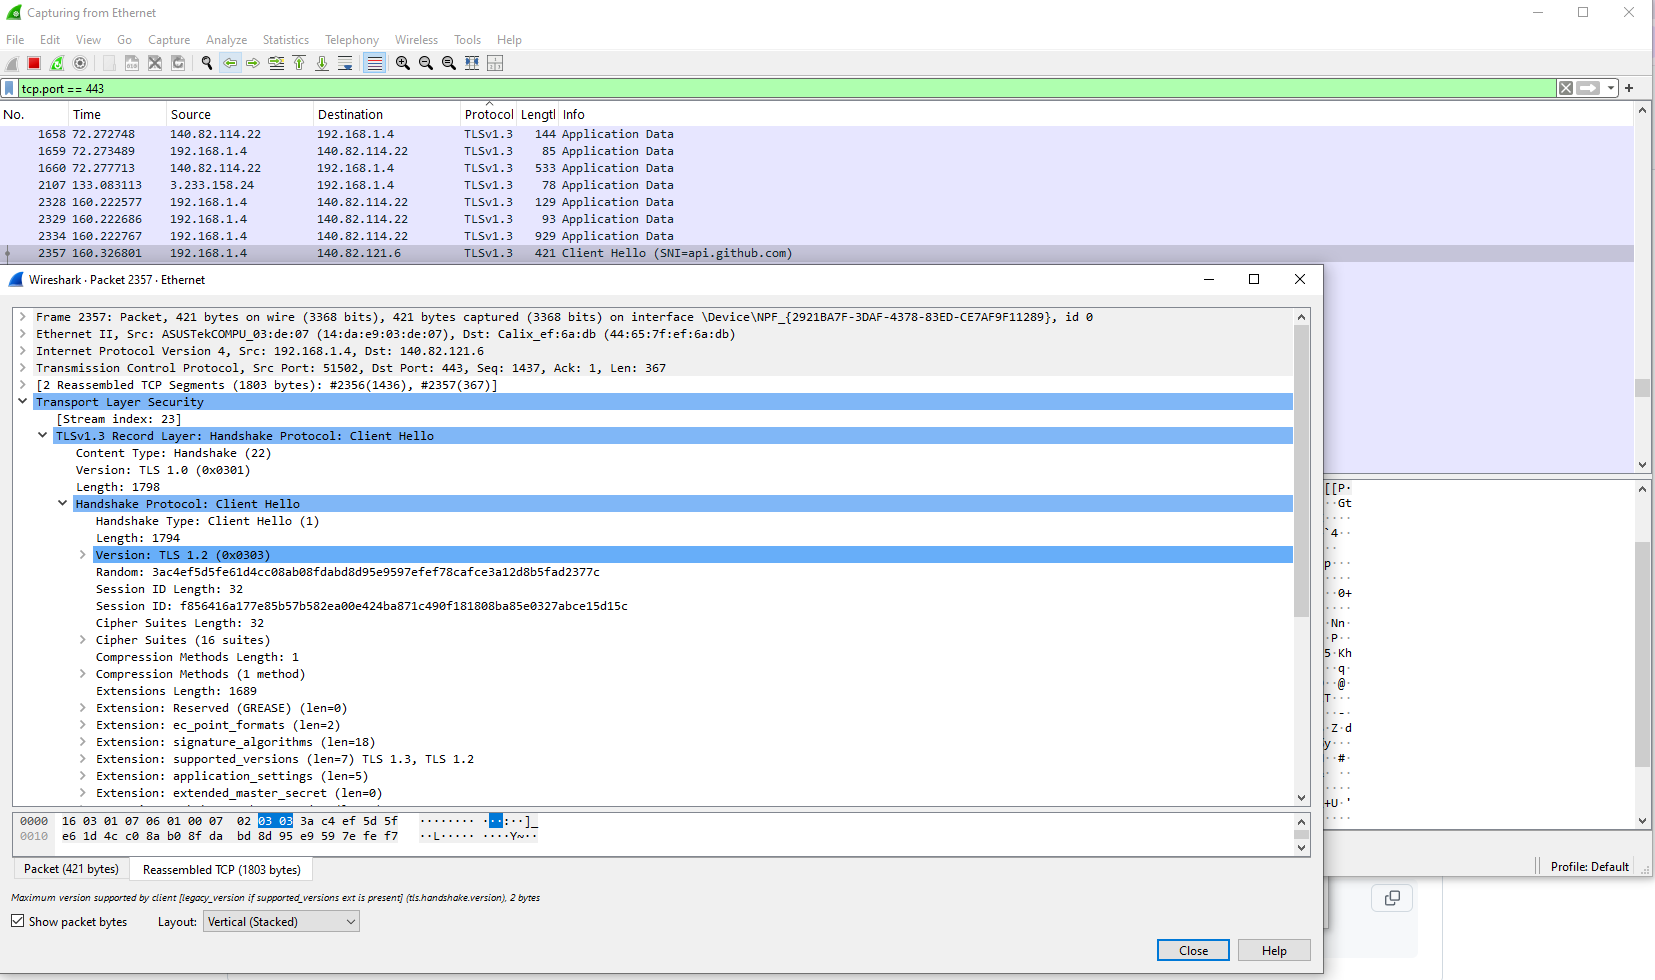 Capturing from Ethernet
File Edit View Go Capture Analyze Statistics Telephony Wireless Tools Help
tcp.port == 443
No. Time Source Destination Protocol Lengtl Info
1658 72.272748 140.82.114.22 192.168.1.4 TLSv1.3 144 Application Data
1659 72.273489 192.168.1.4 140.82.114.22 TLSv1.3 85 Application Data
1660 72.277713 140.82.114.22 192.168.1.4 TLSv1.3 533 Application Data
2107 133.083113 3.233.158.24 192.168.1.4 TLSv1.3 78 Application Data
2328 160.222577 192.168.1.4 140.82.114.22 TLSv1.3 129 Application Data
2329 160.222686 192.168.1.4 140.82.114.22 TLSv1.3 93 Application Data
2334 160.222767 192.168.1.4 140.82.114.22 TLSv1.3 929 Application Data
2357 160.326801 192.168.1.4 140.82.121.6 TLSv1.3 421 Client Hello (SNI=api.github.com)
Wireshark · Packet 2357 · Ethernet
Frame 2357: Packet, 421 bytes on wire (3368 bits), 421 bytes captured (3368 bits) on interface \Device\NPF_{2921BA7F-3DAF-4378-83ED-CE7AF9F11289}, id 0
Ethernet II, Src: ASUSTekCOMPU_03:de:07 (14:da:e9:03:de:07), Dst: Calix_ef:6a:db (44:65:7f:ef:6a:db)
Internet Protocol Version 4, Src: 192.168.1.4, Dst: 140.82.121.6
Transmission Control Protocol, Src Port: 51502, Dst Port: 443, Seq: 1437, Ack: 1, Len: 367
[2 Reassembled TCP Segments (1803 bytes): #2356(1436), #2357(367)]
Transport Layer Security
[Stream index: 23]
TLSv1.3 Record Layer: Handshake Protocol: Client Hello
Content Type: Handshake (22)
Version: TLS 1.0 (0x0301)
Length: 1798
Handshake Protocol: Client Hello
Handshake Type: Client Hello (1)
Length: 1794
Version: TLS 1.2 (0x0303)
Random: 3ac4ef5d5fe61d4cc08ab08fdabd8d95e9597efef78cafce3a12d8b5fad2377c
Session ID Length: 32
Session ID: f856416a177e85b57b582ea00e424ba871c490f181808ba85e0327abce15d15c
Cipher Suites Length: 32
Cipher Suites (16 suites)
Compression Methods Length: 1
Compression Methods (1 method)
Extensions Length: 1689
Extension: Reserved (GREASE) (len=0)
Extension: ec_point_formats (len=2)
Extension: signature_algorithms (len=18)
Extension: supported_versions (len=7) TLS 1.3, TLS 1.2
Extension: application_settings (len=5)
Extension: extended_master_secret (len=0)
0000 16 03 01 07 06 01 00 07 02 03 03 3a c4 ef 5d 5f ········ ··:··]_
0010 e6 1d 4c c0 8a b0 8f da bd 8d 95 e9 59 7e fe f7 ··L····· ····Y~··
Packet (421 bytes) Reassembled TCP (1803 bytes)
Maximum version supported by client [legacy_version if supported_versions ext is present] (tls.handshake.version), 2 bytes
Show packet bytes Layout: Vertical (Stacked)
Close Help
[[P·
··Gt
····
`4··
··
p···
····
·0+
····
·Nn·
·P··
5·Kh
·q·
··@·
T···
··-·
·Z·d
y···
··#·
· ··
····
+U·'
····
Profile: Default